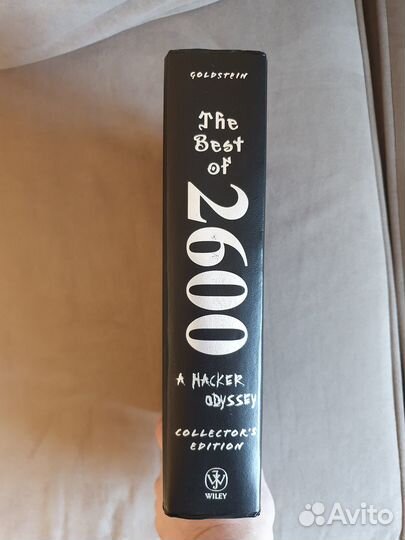 GOLDSTEIN
The
Best
of
2600
A HACKER
ODYSSEY
COLLECTOR'S
EDITION
WILEY
Avito